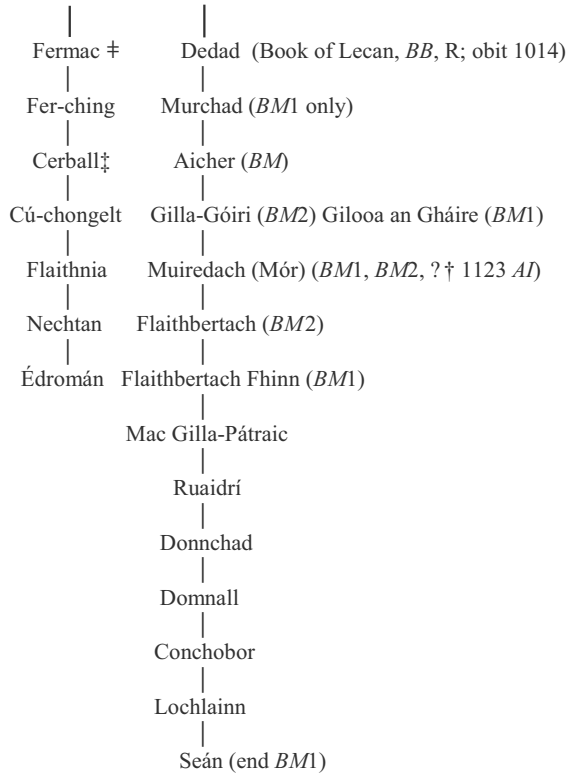 Fermac ǂ Dedad (Book of Lecan, BB, R; obit 1014)
Fer-ching Murchad (BM1 only)
Cerball‡ Aicher (BM)
Cú-chongelt Gilla-Góiri (BM2) Gilooa an Gháire (BM1)
Flaithnia Muiredach (Mór) (BM1, BM2, ? † 1123 AI)
Nechtan Flaithbertach (BM2)
Édromán Flaithbertach Fhinn (BM1)
Mac Gilla-Pátraic
Ruaidrí
Donnchad
Domnall
Conchobor
Lochlainn
Seán (end BM1)